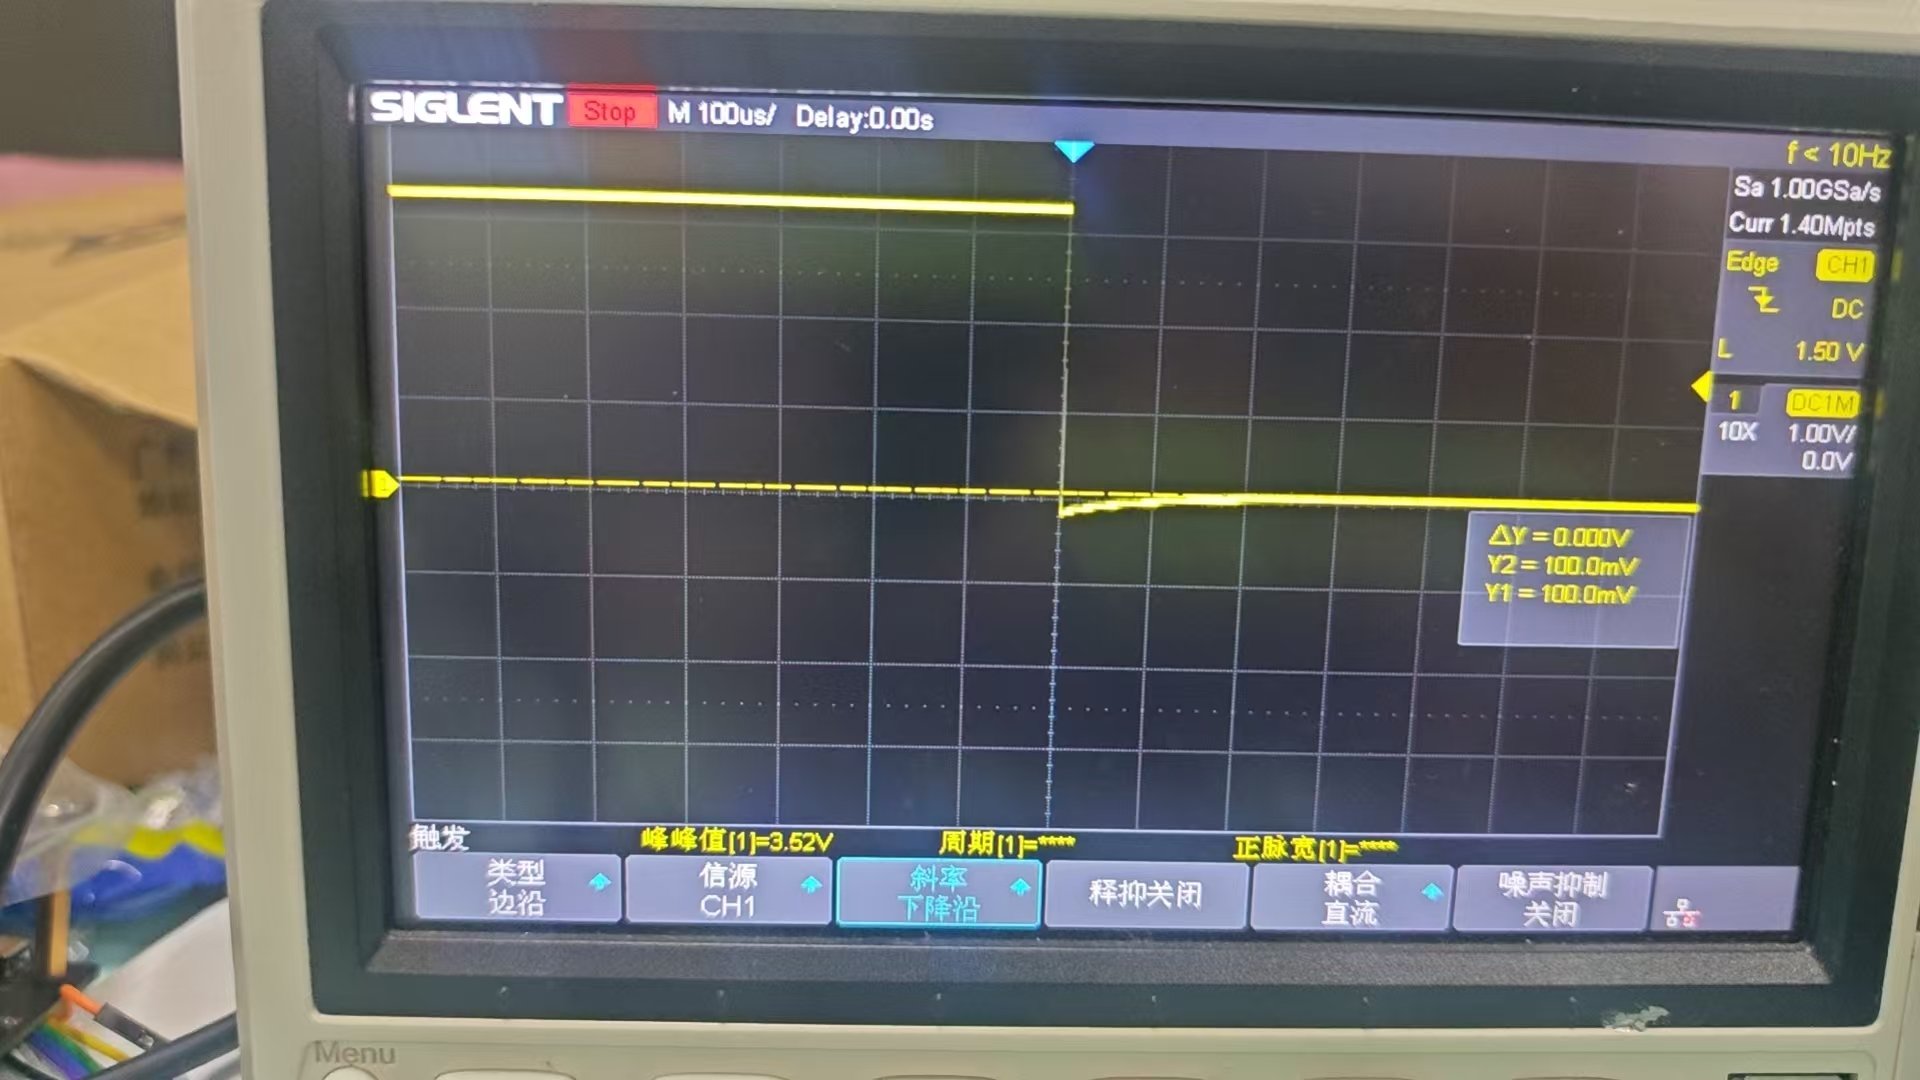 SIGLENT Stop M 100us/ Delay:0.00s
f < 10Hz
Sa 1.00GSa/s
Curr 1.40Mpts
Edge CH1
DC
L 1.50 V
1 DC1M
10X 1.00V/
0.0V
1
ΔY = 0.000V
Y2 = 100.0mV
Y1 = 100.0mV
触发 峰峰值[1]=3.52V 周期[1]=**** 正脉宽[1]=****
类型 信源 斜率 释抑关闭 耦合 噪声抑制
边沿 CH1 下降沿 直流 关闭
Menu